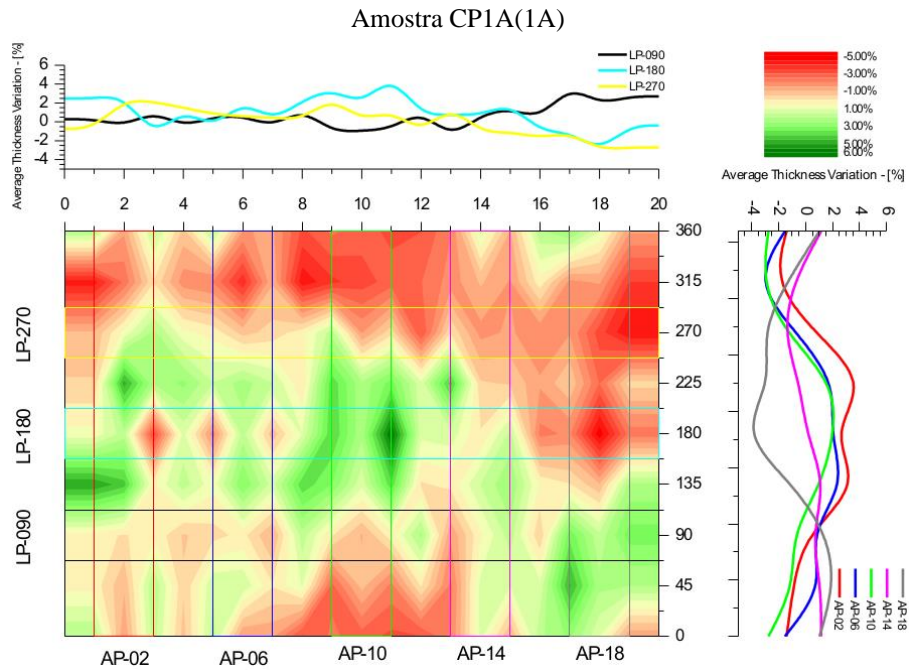 Amostra CP1A(1A)
Average Thickness Variation - [%]
6
4
2
0
-2
-4
LP-090
LP-180
LP-270
-5.00%
-3.00%
1.00%
3.00%
5.00%
6.00%
Average Thickness Variation - [%]
0 2 4 6 8 10 12 14 16 18 20
-4 -2 0 2 4 6
360
315
270
225
180
135
90
45
0
LP-270
LP-180
LP-090
AP-02 AP-06 AP-10 AP-14 AP-18
AP-02
AP-06
AP-10
AP-14
AP-18